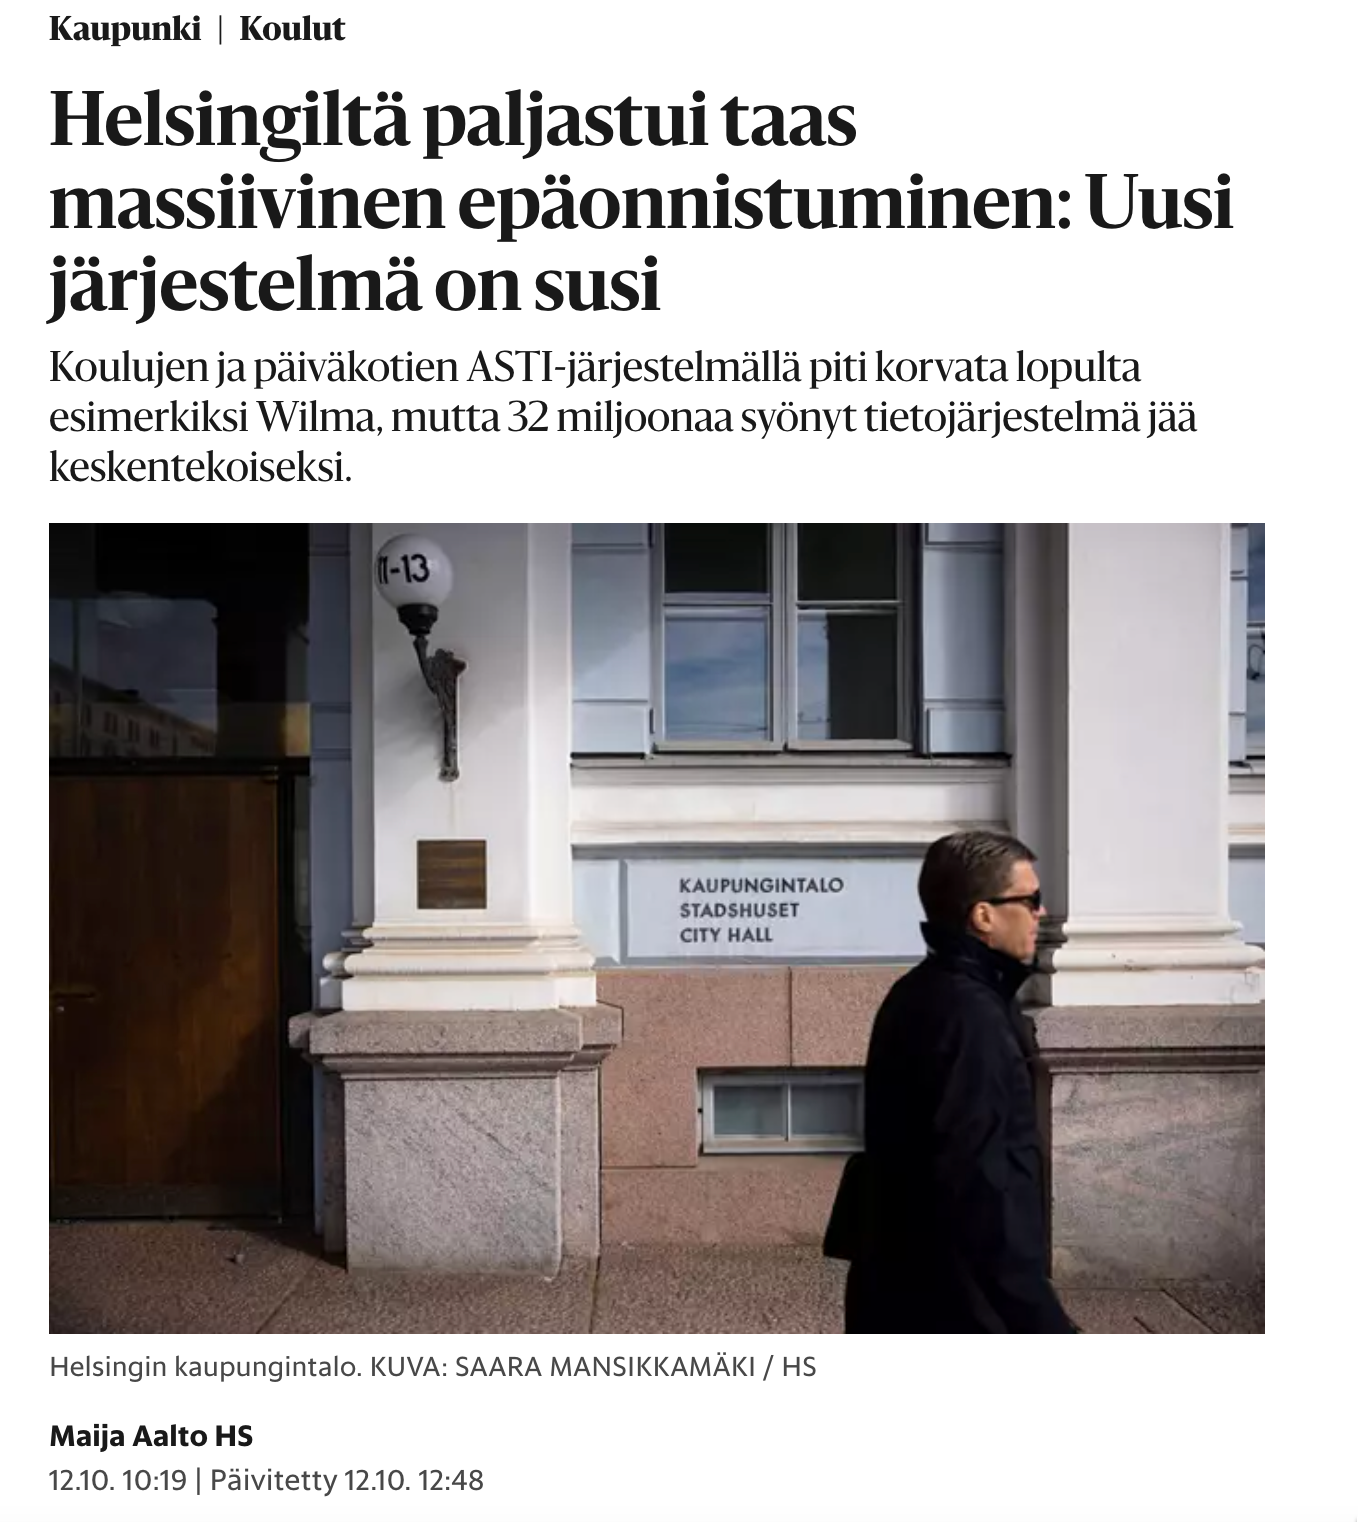 Kaupunki | Koulut
Helsingiltä paljastui taas
massiivinen epäonnistuminen: Uusi
järjestelmä on susi
Koulujen ja päiväkotien ASTI-järjestelmällä piti korvata lopulta
esimerkiksi Wilma, mutta 32 miljoonaa syönyt tietojärjestelmä jää
keskentekoiseksi.
11-13
KAUPUNGINTALO
STADSHUSET
CITY HALL
Helsingin kaupungintalo. KUVA: SAARA MANSIKKAMÄKI / HS
Maija Aalto HS
12.10. 10:19 | Päivitetty 12.10. 12:48